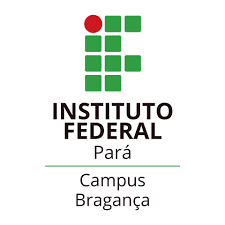 INSTITUTO
FEDERAL
Pará
Campus
Bragança